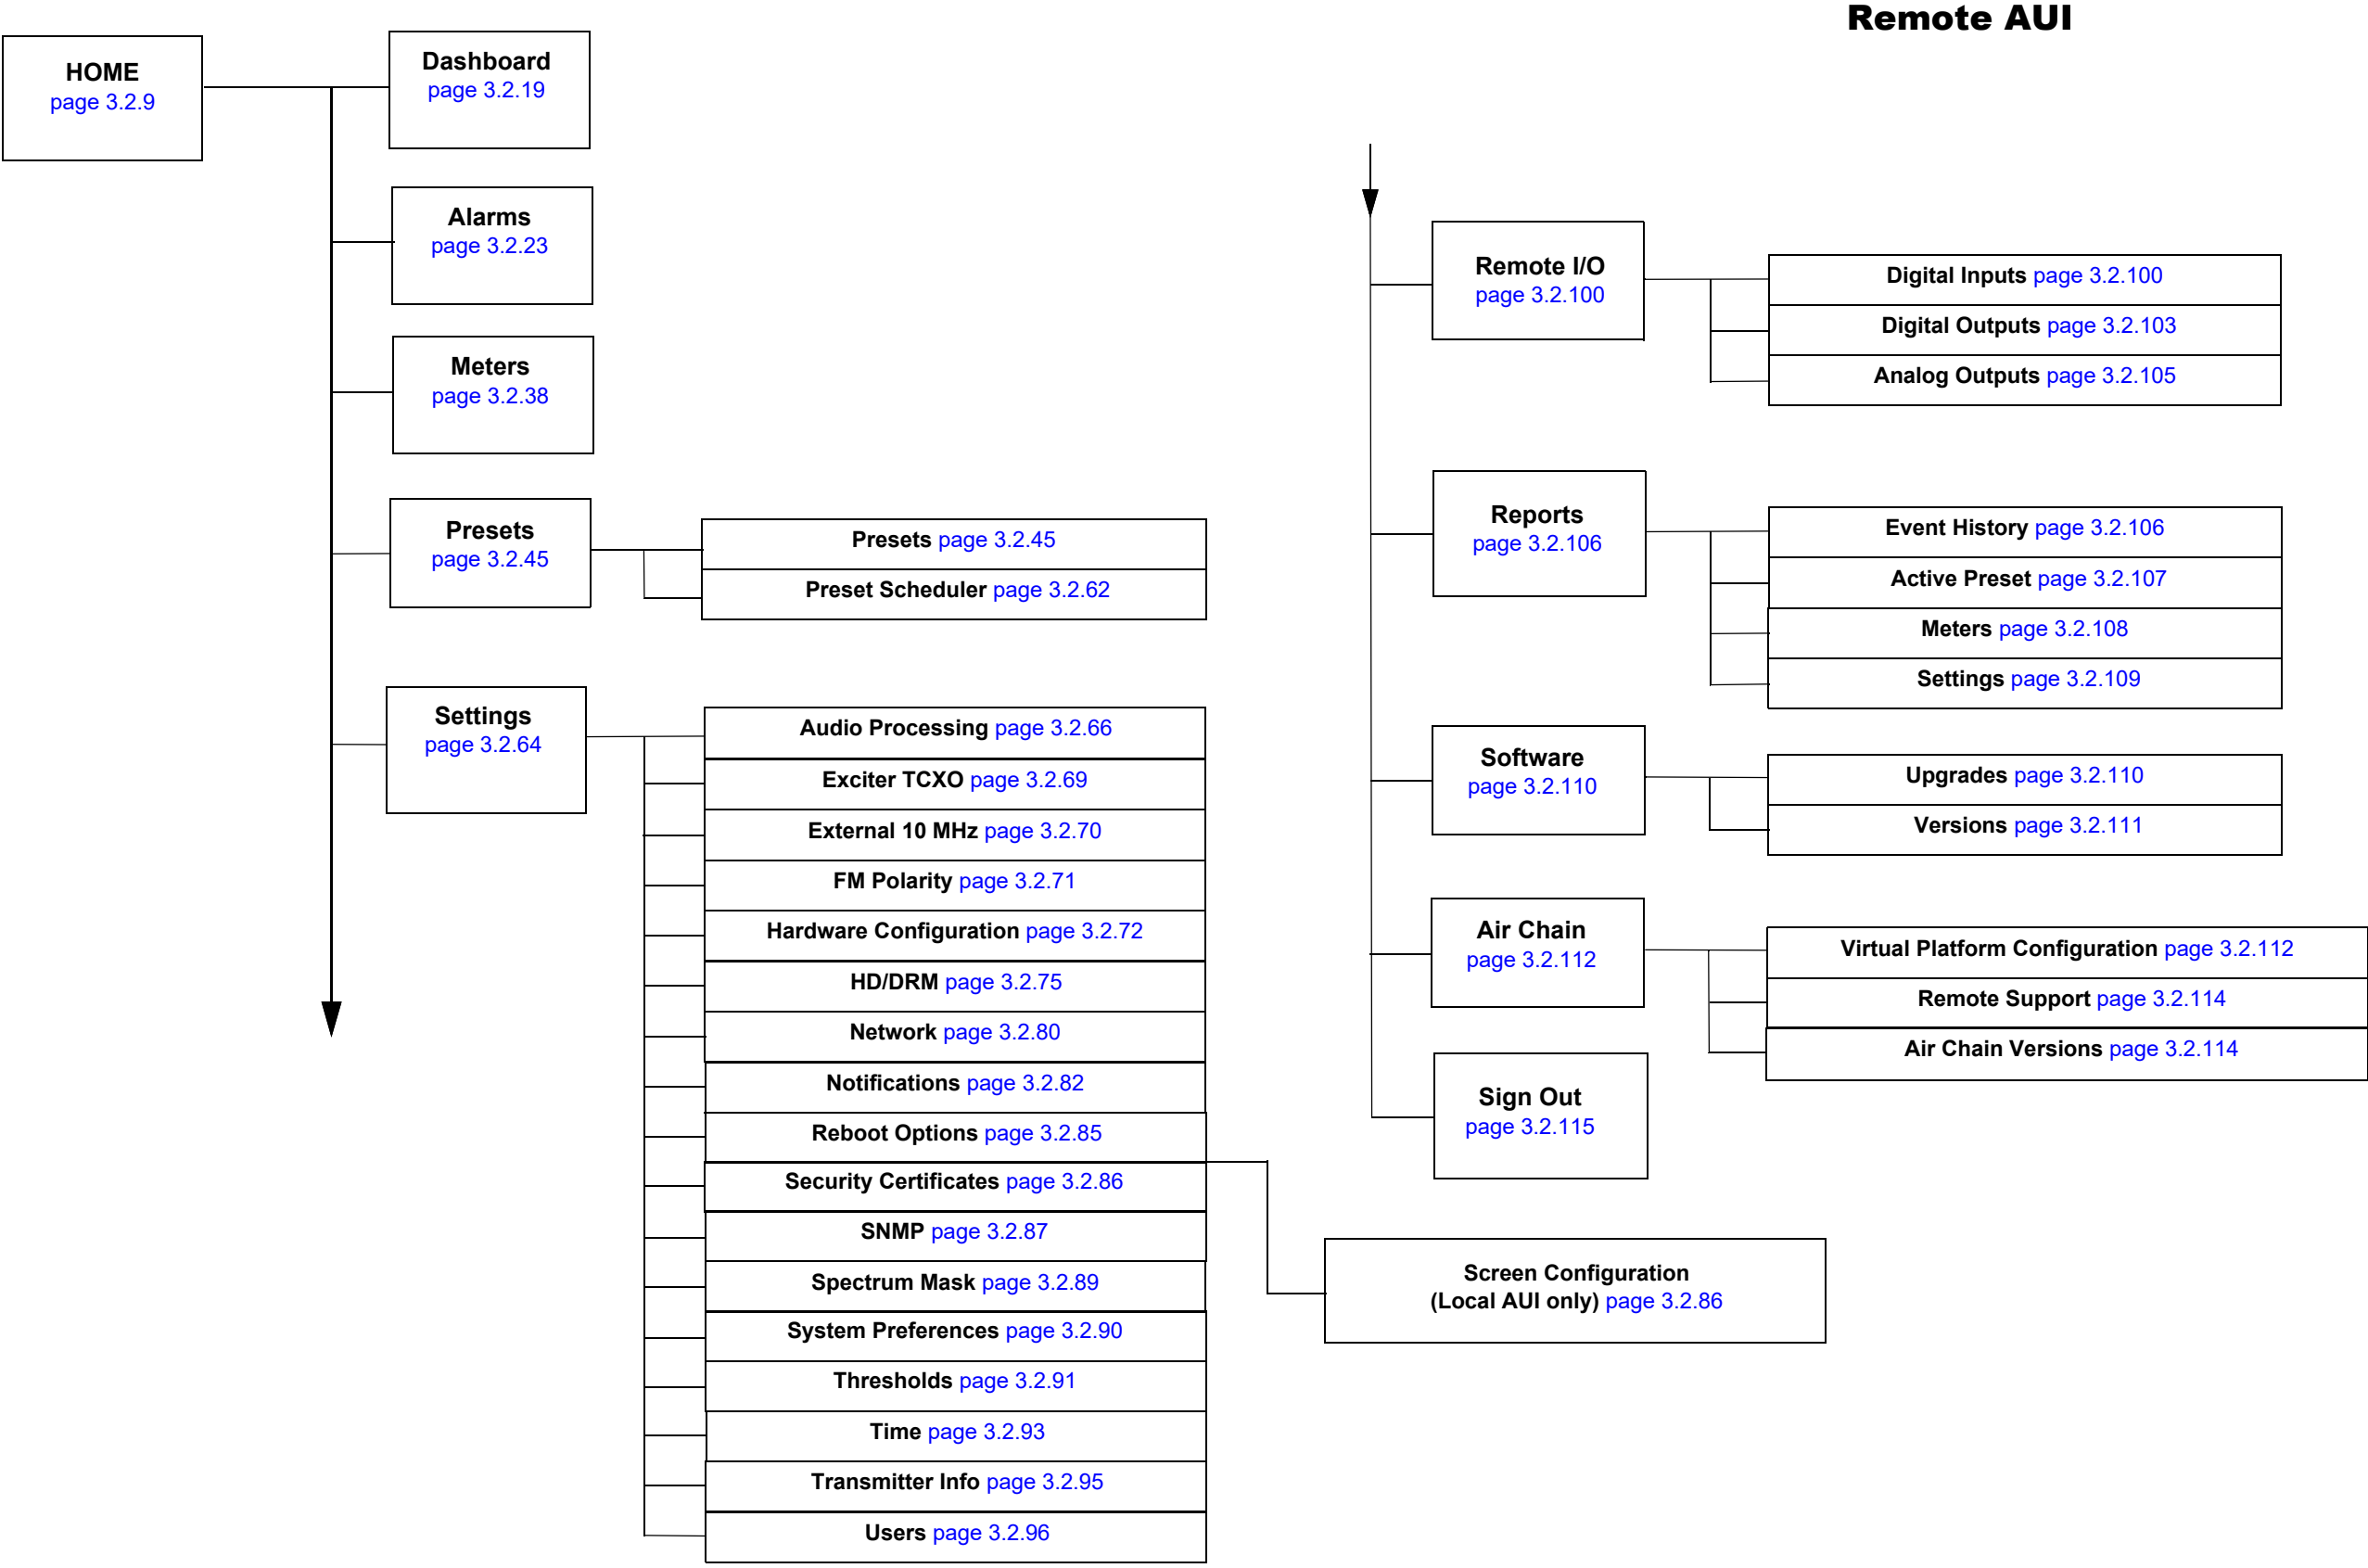 Remote AUI
HOME
page 3.2.9
Dashboard
page 3.2.19
Alarms
page 3.2.23
Meters
page 3.2.38
Presets
page 3.2.45
Presets page 3.2.45
Preset Scheduler page 3.2.62
Settings
page 3.2.64
Audio Processing page 3.2.66
Exciter TCXO page 3.2.69
External 10 MHz page 3.2.70
FM Polarity page 3.2.71
Hardware Configuration page 3.2.72
HD/DRM page 3.2.75
Network page 3.2.80
Notifications page 3.2.82
Reboot Options page 3.2.85
Security Certificates page 3.2.86
SNMP page 3.2.87
Spectrum Mask page 3.2.89
System Preferences page 3.2.90
Thresholds page 3.2.91
Time page 3.2.93
Transmitter Info page 3.2.95
Users page 3.2.96
Screen Configuration
(Local AUI only) page 3.2.86
Remote I/O
page 3.2.100
Digital Inputs page 3.2.100
Digital Outputs page 3.2.103
Analog Outputs page 3.2.105
Reports
page 3.2.106
Event History page 3.2.106
Active Preset page 3.2.107
Meters page 3.2.108
Settings page 3.2.109
Software
page 3.2.110
Upgrades page 3.2.110
Versions page 3.2.111
Air Chain
page 3.2.112
Virtual Platform Configuration page 3.2.112
Remote Support page 3.2.114
Air Chain Versions page 3.2.114
Sign Out
page 3.2.115